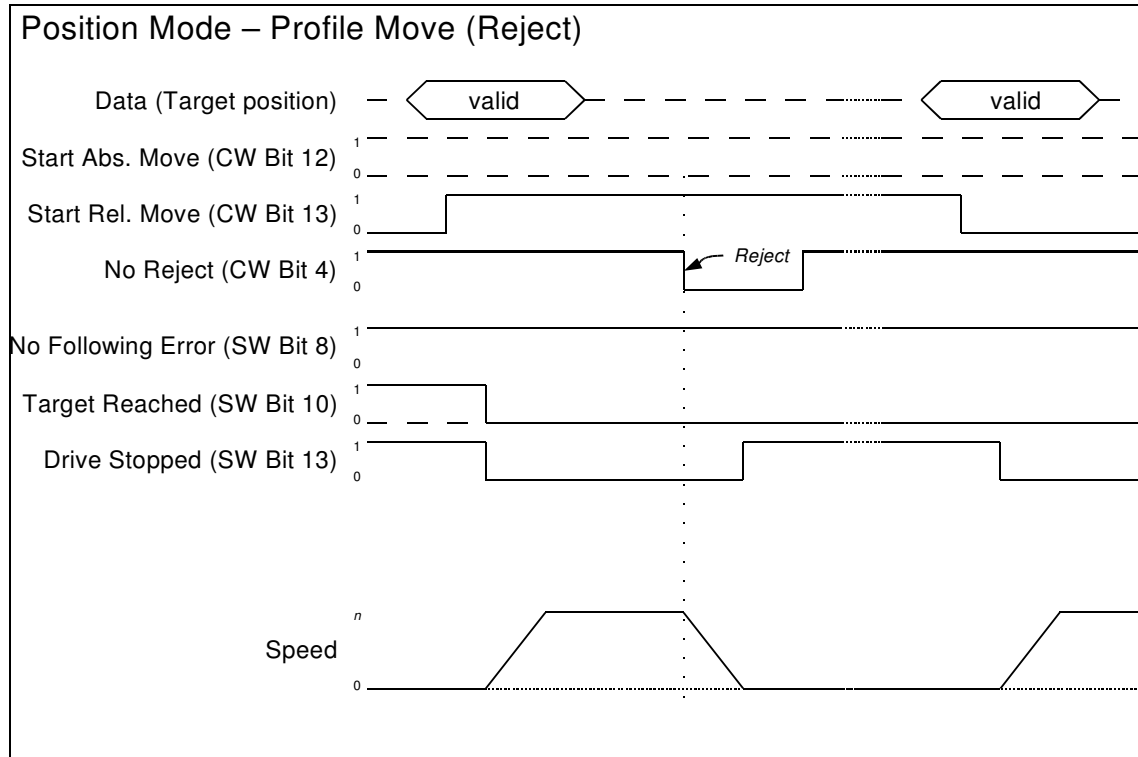 Position Mode – Profile Move (Reject)
Data (Target position)
valid
valid
Start Abs. Move (CW Bit 12)
1
0
Start Rel. Move (CW Bit 13)
1
0
No Reject (CW Bit 4)
1
0
Reject
No Following Error (SW Bit 8)
1
0
Target Reached (SW Bit 10)
1
0
Drive Stopped (SW Bit 13)
1
0
Speed
n
0